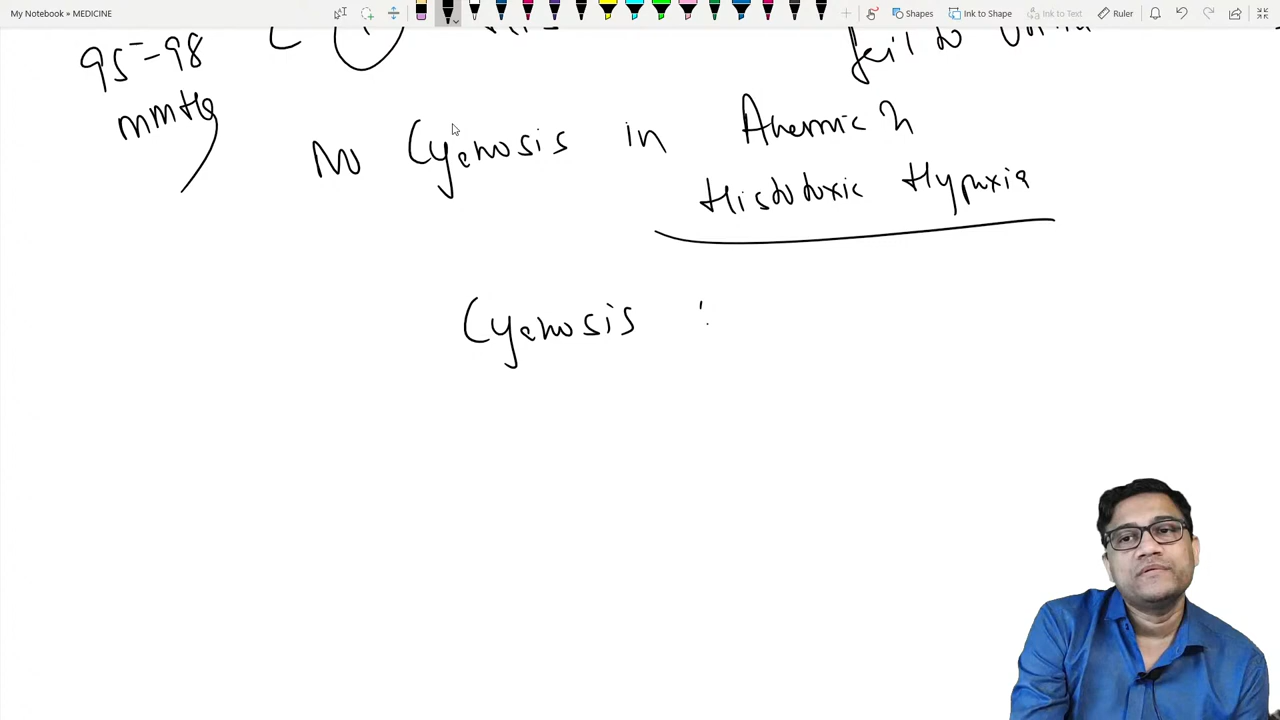 My Notebook » MEDICINE
Shapes
Ink to Shape
Ink to Text
Ruler
95-98
mmHg
fail to
No Cyanosis in Anemic n
Histotoxic Hypoxia
Cyanosis :